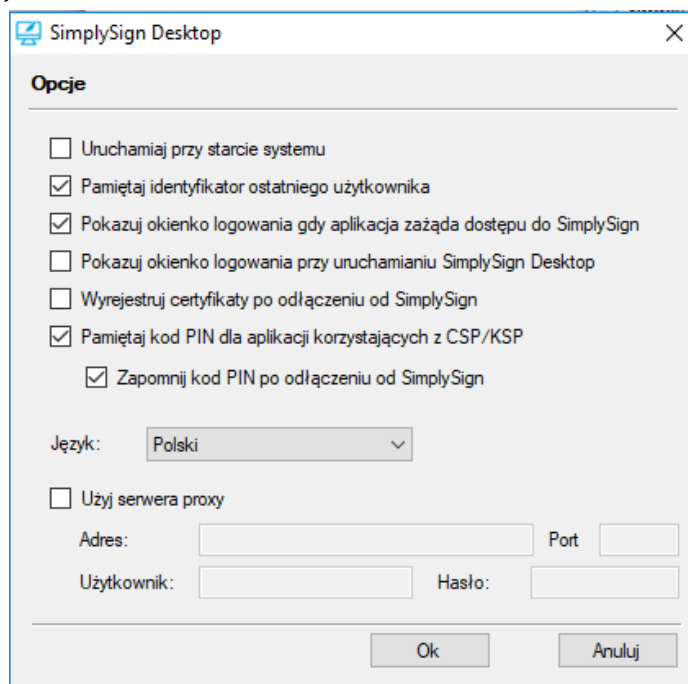 SimplySign Desktop
Opcje
Uruchamiaj przy starcie systemu
Pamiętaj identyfikator ostatniego użytkownika
Pokazuj okienko logowania gdy aplikacja zażąda dostępu do SimplySign
Pokazuj okienko logowania przy uruchamianiu SimplySign Desktop
Wyrejestruj certyfikaty po odłączeniu od SimplySign
Pamiętaj kod PIN dla aplikacji korzystających z CSP/KSP
Zapomnij kod PIN po odłączeniu od SimplySign
Język: Polski
Użyj serwera proxy
Adres: Port
Użytkownik: Hasło:
Ok Anuluj